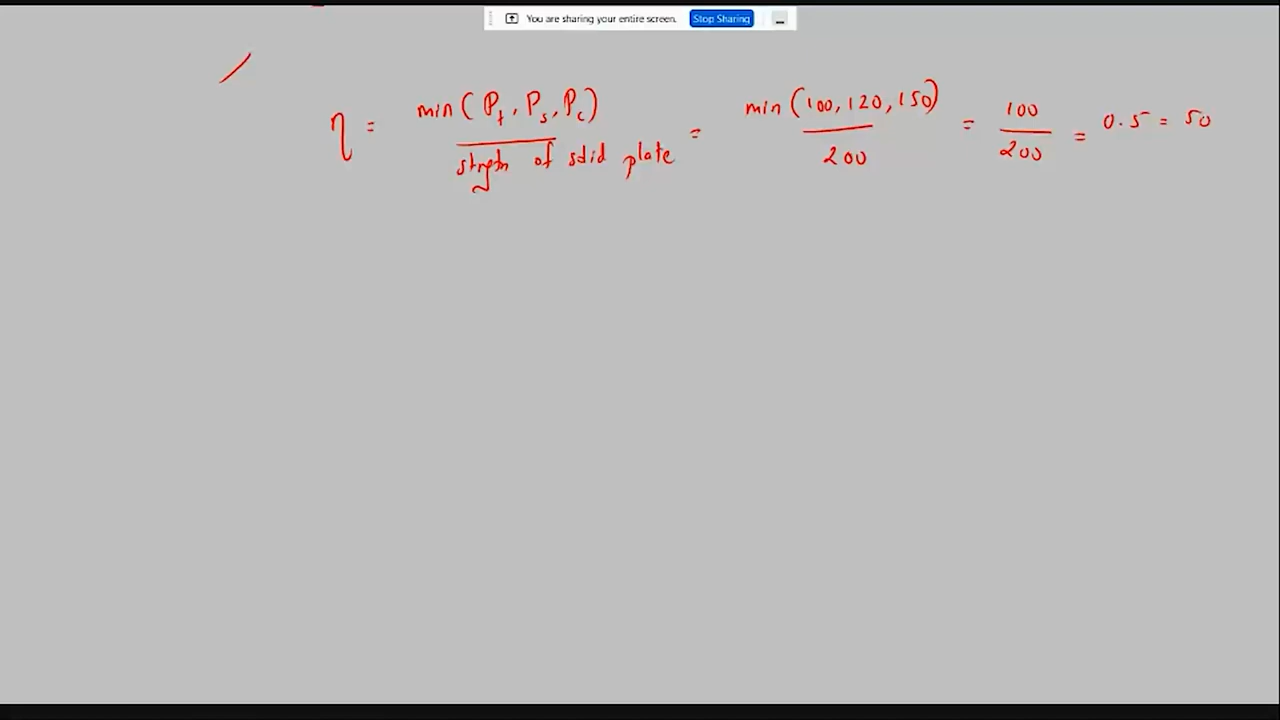 You are sharing your entire screen. Stop Sharing
η = min(Pt, Ps, Pc) / of solid plate = min(100, 120, 150) / 200 = 100 / 200 = 0.5 = 50